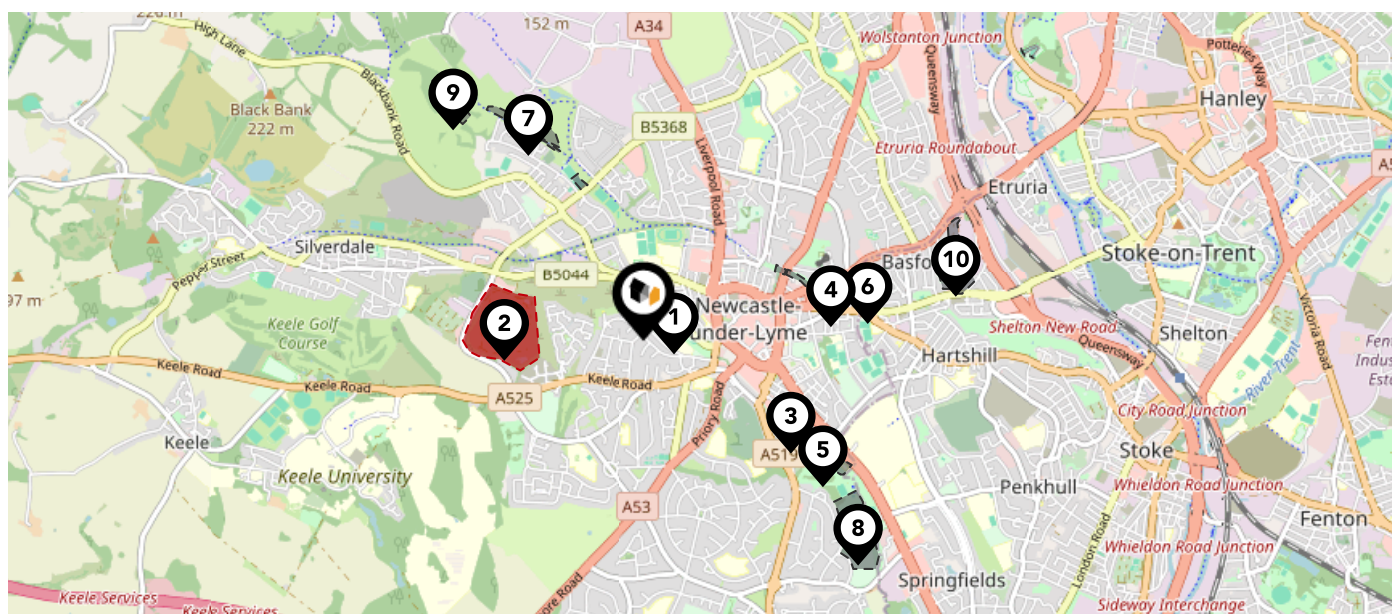 226 m
152 m
A34
Wolstanton Junction
Queensway
Potteries Way
High Lane
Blackbank Road
9
7
Black Bank
222 m
B5368
Hanley
Liverpool Road
Etruria Roundabout
Etruria
Silverdale
Pepper Street
B5044
Basfo
10
Stoke-on-Trent
97 m
4
6
Keele Golf
Course
2
1
Newcastle-
under-Lyme
Shelton New Road
Shelton
Victoria Road
Queensway
Hartshill
River Trent
Keele Road
Keele Road
Keele Road
A525
Priory Road
City Road Junction
Keele
3
A519
5
Stoke
Keele University
Penkhull
Whieldon Road Junction
A53
8
London Road
Fenton
Whieldon Road Junction
Springfields
Keele Services
Keele Services
ore Road
Sideway Interchange